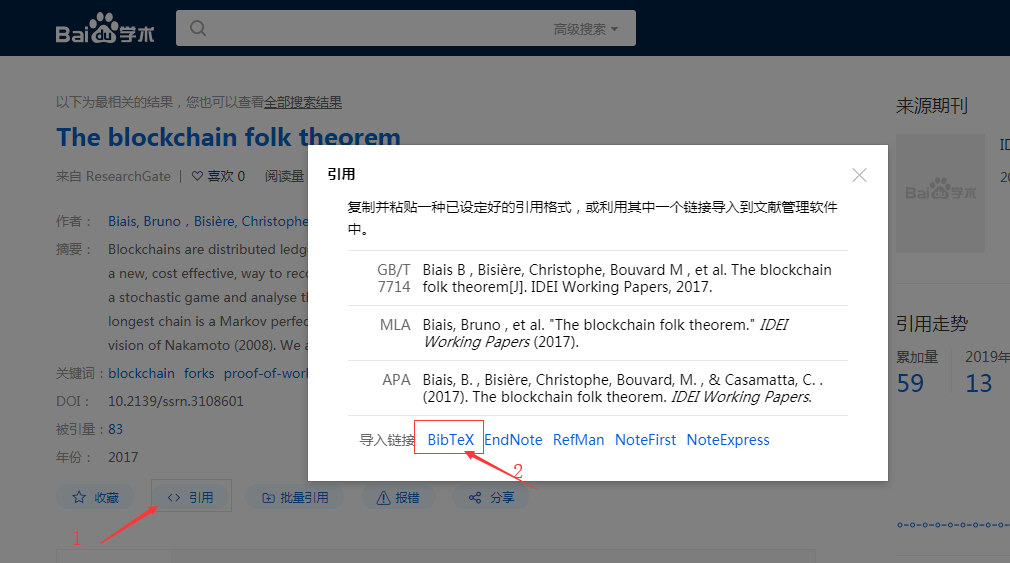 Bai du 学术
高级搜索
以下为最相关的结果，您也可以查看全部搜索结果
The blockchain folk theorem
来自 ResearchGate | 喜欢 0 阅读量
作者： Biais, Bruno , Bisière, Christophe
摘要： Blockchains are distributed ledg
a new, cost effective, way to reco
a stochastic game and analyse th
longest chain is a Markov perfec
vision of Nakamoto (2008). We a
关键词： blockchain forks proof-of-worl
DOI： 10.2139/ssrn.3108601
被引量： 83
年份： 2017
收藏
<> 引用
批量引用
报错
分享
1
引用
复制并粘贴一种已设定好的引用格式，或利用其中一个链接导入到文献管理软件
中。
GB/T 7714
Biais B , Bisière, Christophe, Bouvard M , et al. The blockchain
folk theorem[J]. IDEI Working Papers, 2017.
MLA
Biais, Bruno , et al. "The blockchain folk theorem." IDEI
Working Papers (2017).
APA
Biais, B. , Bisière, Christophe, Bouvard, M. , & Casamatta, C. .
(2017). The blockchain folk theorem. IDEI Working Papers.
导入链接 BibTeX EndNote RefMan NoteFirst NoteExpress
2
来源期刊
Bai du 学术
ID
20
引用走势
累加量 2019年
59 13